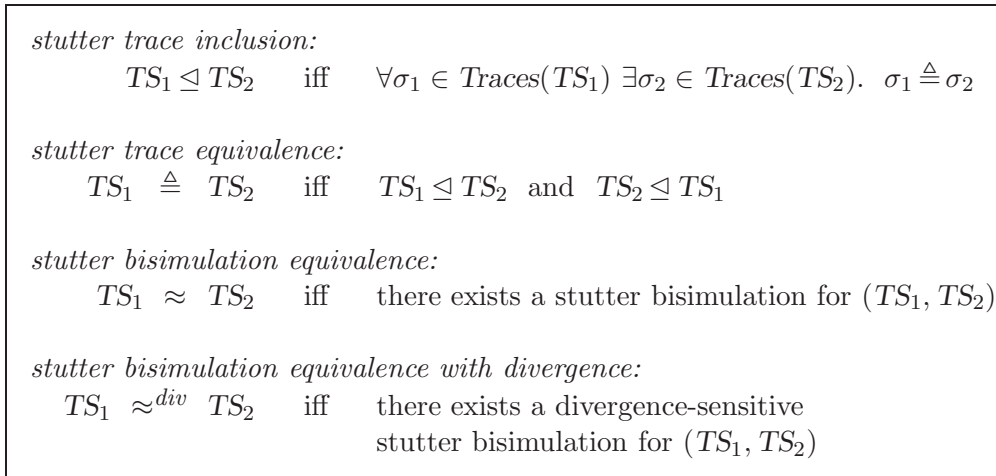 stutter trace inclusion:
TS₁ ⊴ TS₂ iff ∀σ₁ ∈ Traces(TS₁) ∃σ₂ ∈ Traces(TS₂). σ₁ ≜ σ₂
stutter trace equivalence:
TS₁ ≜ TS₂ iff TS₁ ⊴ TS₂ and TS₂ ⊴ TS₁
stutter bisimulation equivalence:
TS₁ ≈ TS₂ iff there exists a stutter bisimulation for (TS₁, TS₂)
stutter bisimulation equivalence with divergence:
TS₁ ≈ᵈⁱᵛ TS₂ iff there exists a divergence-sensitive
stutter bisimulation for (TS₁, TS₂)